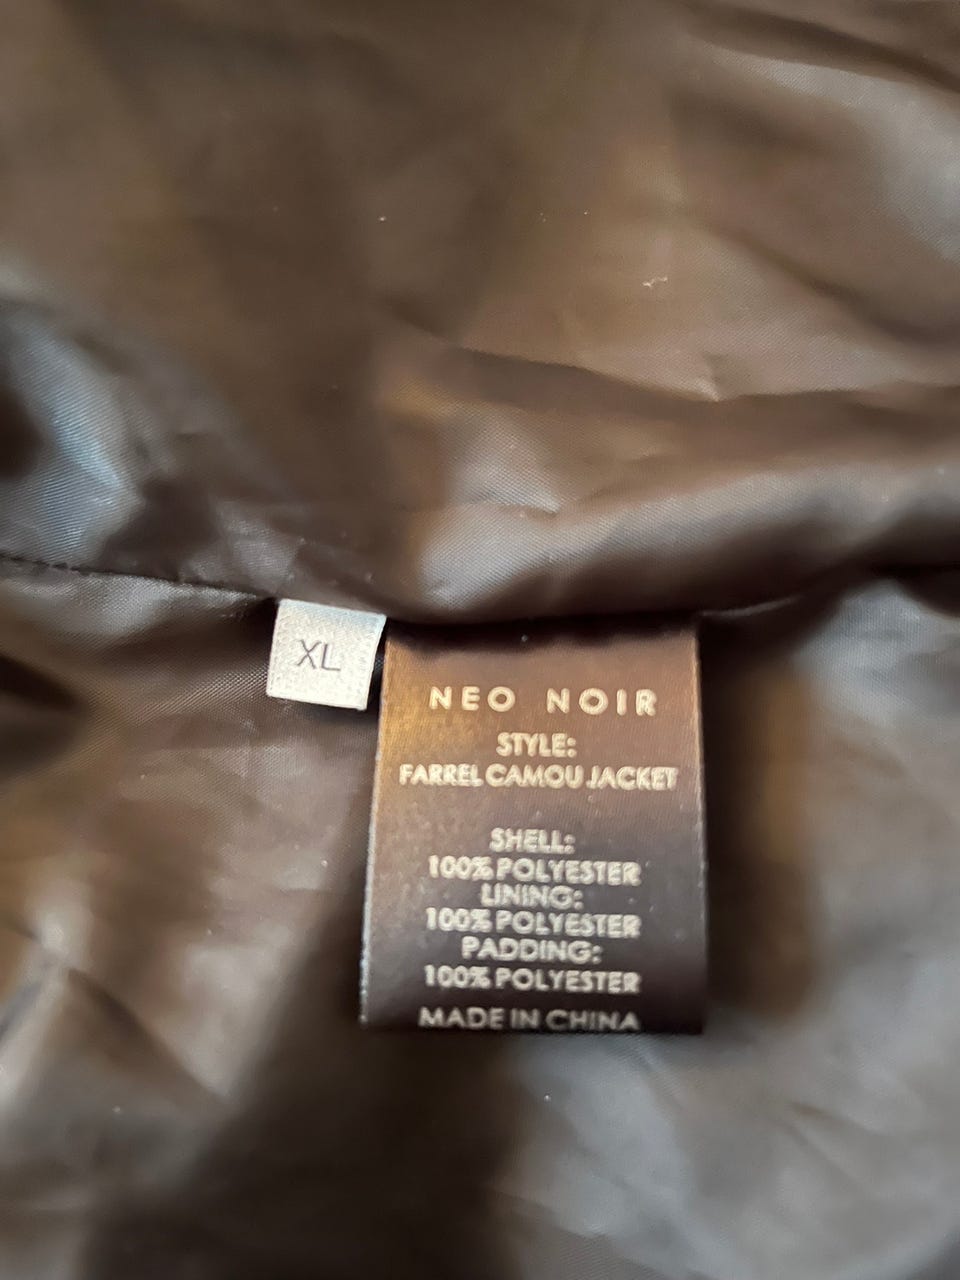 XL
NEO NOIR
STYLE:
FARREL CAMOU JACKET
SHELL:
100% POLYESTER
LINING:
100% POLYESTER
PADDING:
100% POLYESTER
MADE IN CHINA